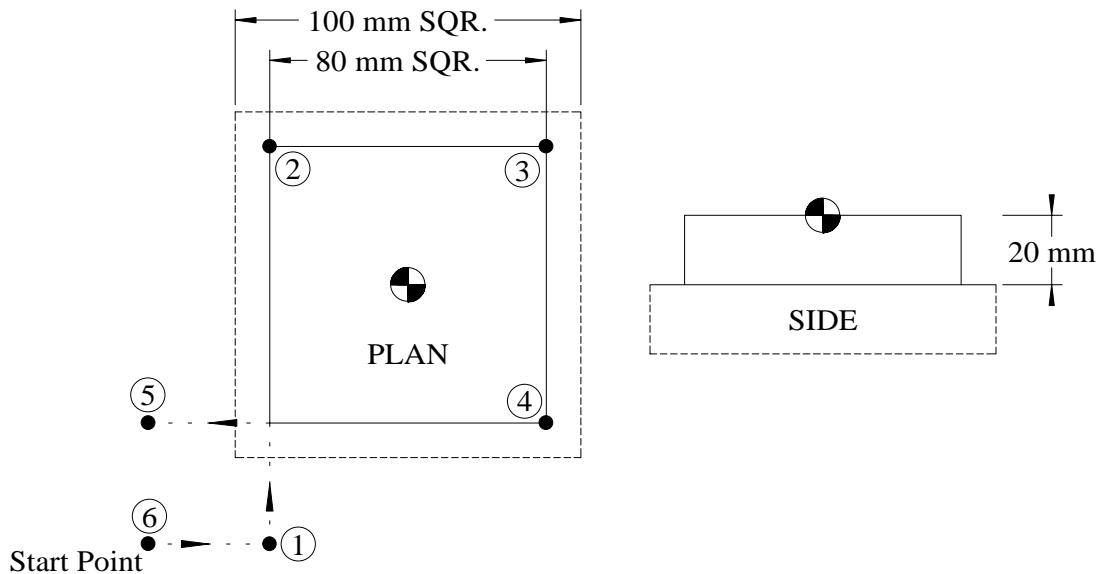 100 mm SQR.
80 mm SQR.
2
3
20 mm
SIDE
PLAN
5
4
6
1
Start Point